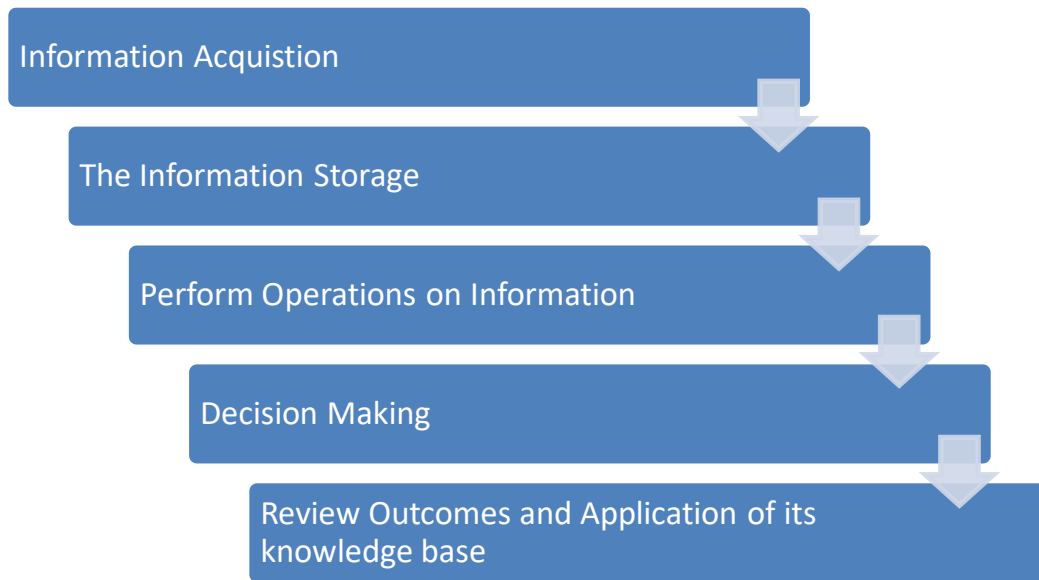 Information Acquistion
The Information Storage
Perform Operations on Information
Decision Making
Review Outcomes and Application of its
knowledge base